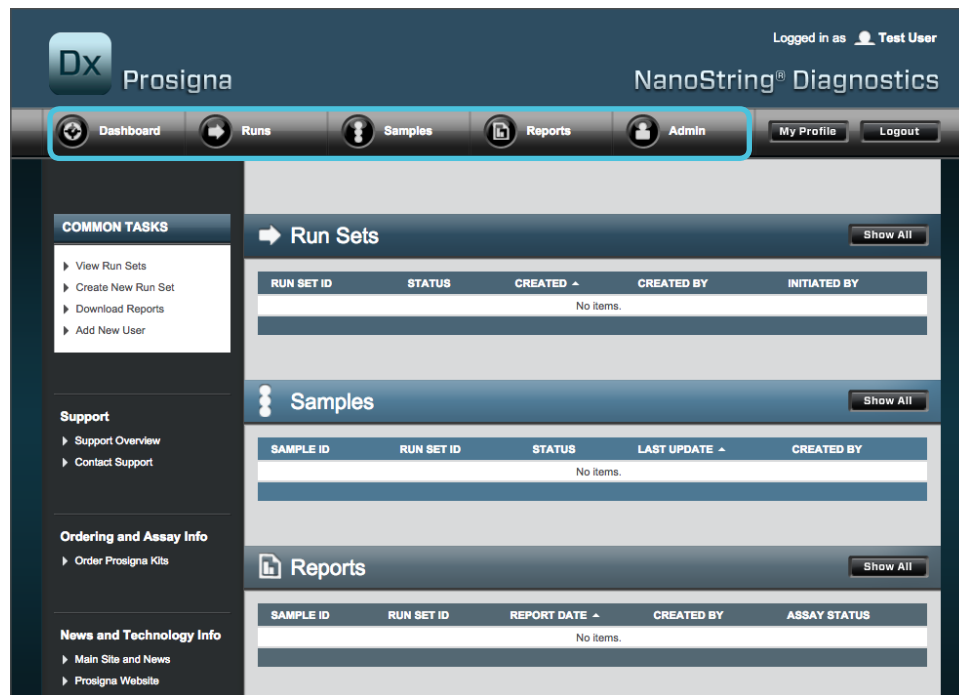 Logged in as Test User
Dx Prosigna
NanoString® Diagnostics
Dashboard Runs Samples Reports Admin My Profile Logout
COMMON TASKS
View Run Sets
Create New Run Set
Download Reports
Add New User
Support
Support Overview
Contact Support
Ordering and Assay Info
Order Prosigna Kits
News and Technology Info
Main Site and News
Prosigna Website
Run Sets Show All
RUN SET ID STATUS CREATED CREATED BY INITIATED BY
No items.
Samples Show All
SAMPLE ID RUN SET ID STATUS LAST UPDATE CREATED BY
No items.
Reports Show All
SAMPLE ID RUN SET ID REPORT DATE CREATED BY ASSAY STATUS
No items.